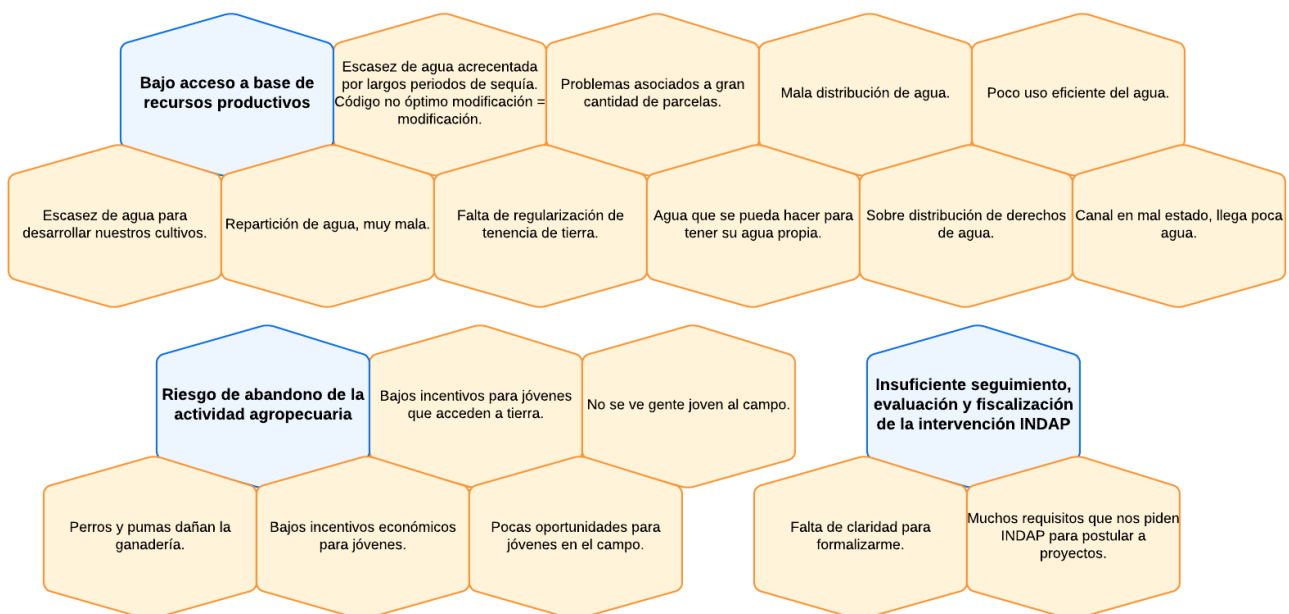 Bajo acceso a base de
recursos productivos
Escasez de agua acrecentada
por largos periodos de sequía.
Código no óptimo modificación =
modificación.
Problemas asociados a gran
cantidad de parcelas.
Mala distribución de agua.
Poco uso eficiente del agua.
Escasez de agua para
desarrollar nuestros cultivos.
Repartición de agua, muy mala.
Falta de regularización de
tenencia de tierra.
Agua que se pueda hacer para
tener su agua propia.
Sobre distribución de derechos
de agua.
Canal en mal estado, llega poca
agua.
Riesgo de abandono de la
actividad agropecuaria
Bajos incentivos para jóvenes
que acceden a tierra.
No se ve gente joven al campo.
Perros y pumas dañan la
ganadería.
Bajos incentivos económicos
para jóvenes.
Pocas oportunidades para
jóvenes en el campo.
Insuficiente seguimiento,
evaluación y fiscalización
de la intervención INDAP
Falta de claridad para
formalizarme.
Muchos requisitos que nos piden
INDAP para postular a
proyectos.